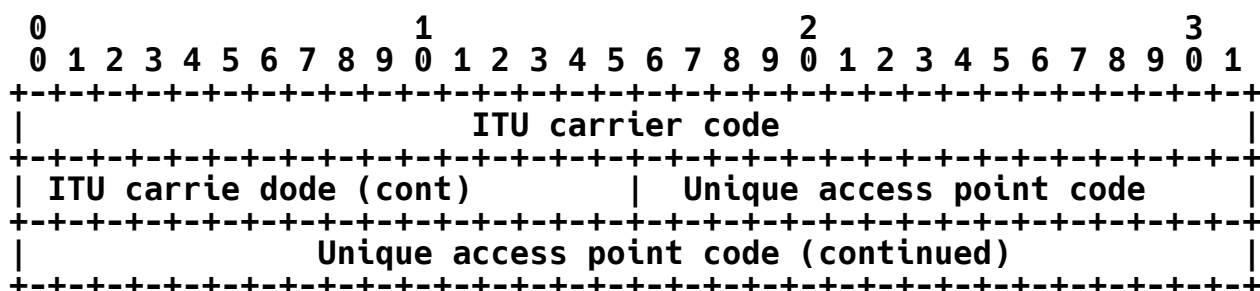 0                   1                   2                   3
 0 1 2 3 4 5 6 7 8 9 0 1 2 3 4 5 6 7 8 9 0 1 2 3 4 5 6 7 8 9 0 1
+-+-+-+-+-+-+-+-+-+-+-+-+-+-+-+-+-+-+-+-+-+-+-+-+-+-+-+-+-+-+-+-+
|                       ITU carrier code                        |
+-+-+-+-+-+-+-+-+-+-+-+-+-+-+-+-+-+-+-+-+-+-+-+-+-+-+-+-+-+-+-+-+
| ITU carrie dode (cont)        |  Unique access point code     |
+-+-+-+-+-+-+-+-+-+-+-+-+-+-+-+-+-+-+-+-+-+-+-+-+-+-+-+-+-+-+-+-+
|               Unique access point code (continued)            |
+-+-+-+-+-+-+-+-+-+-+-+-+-+-+-+-+-+-+-+-+-+-+-+-+-+-+-+-+-+-+-+-+